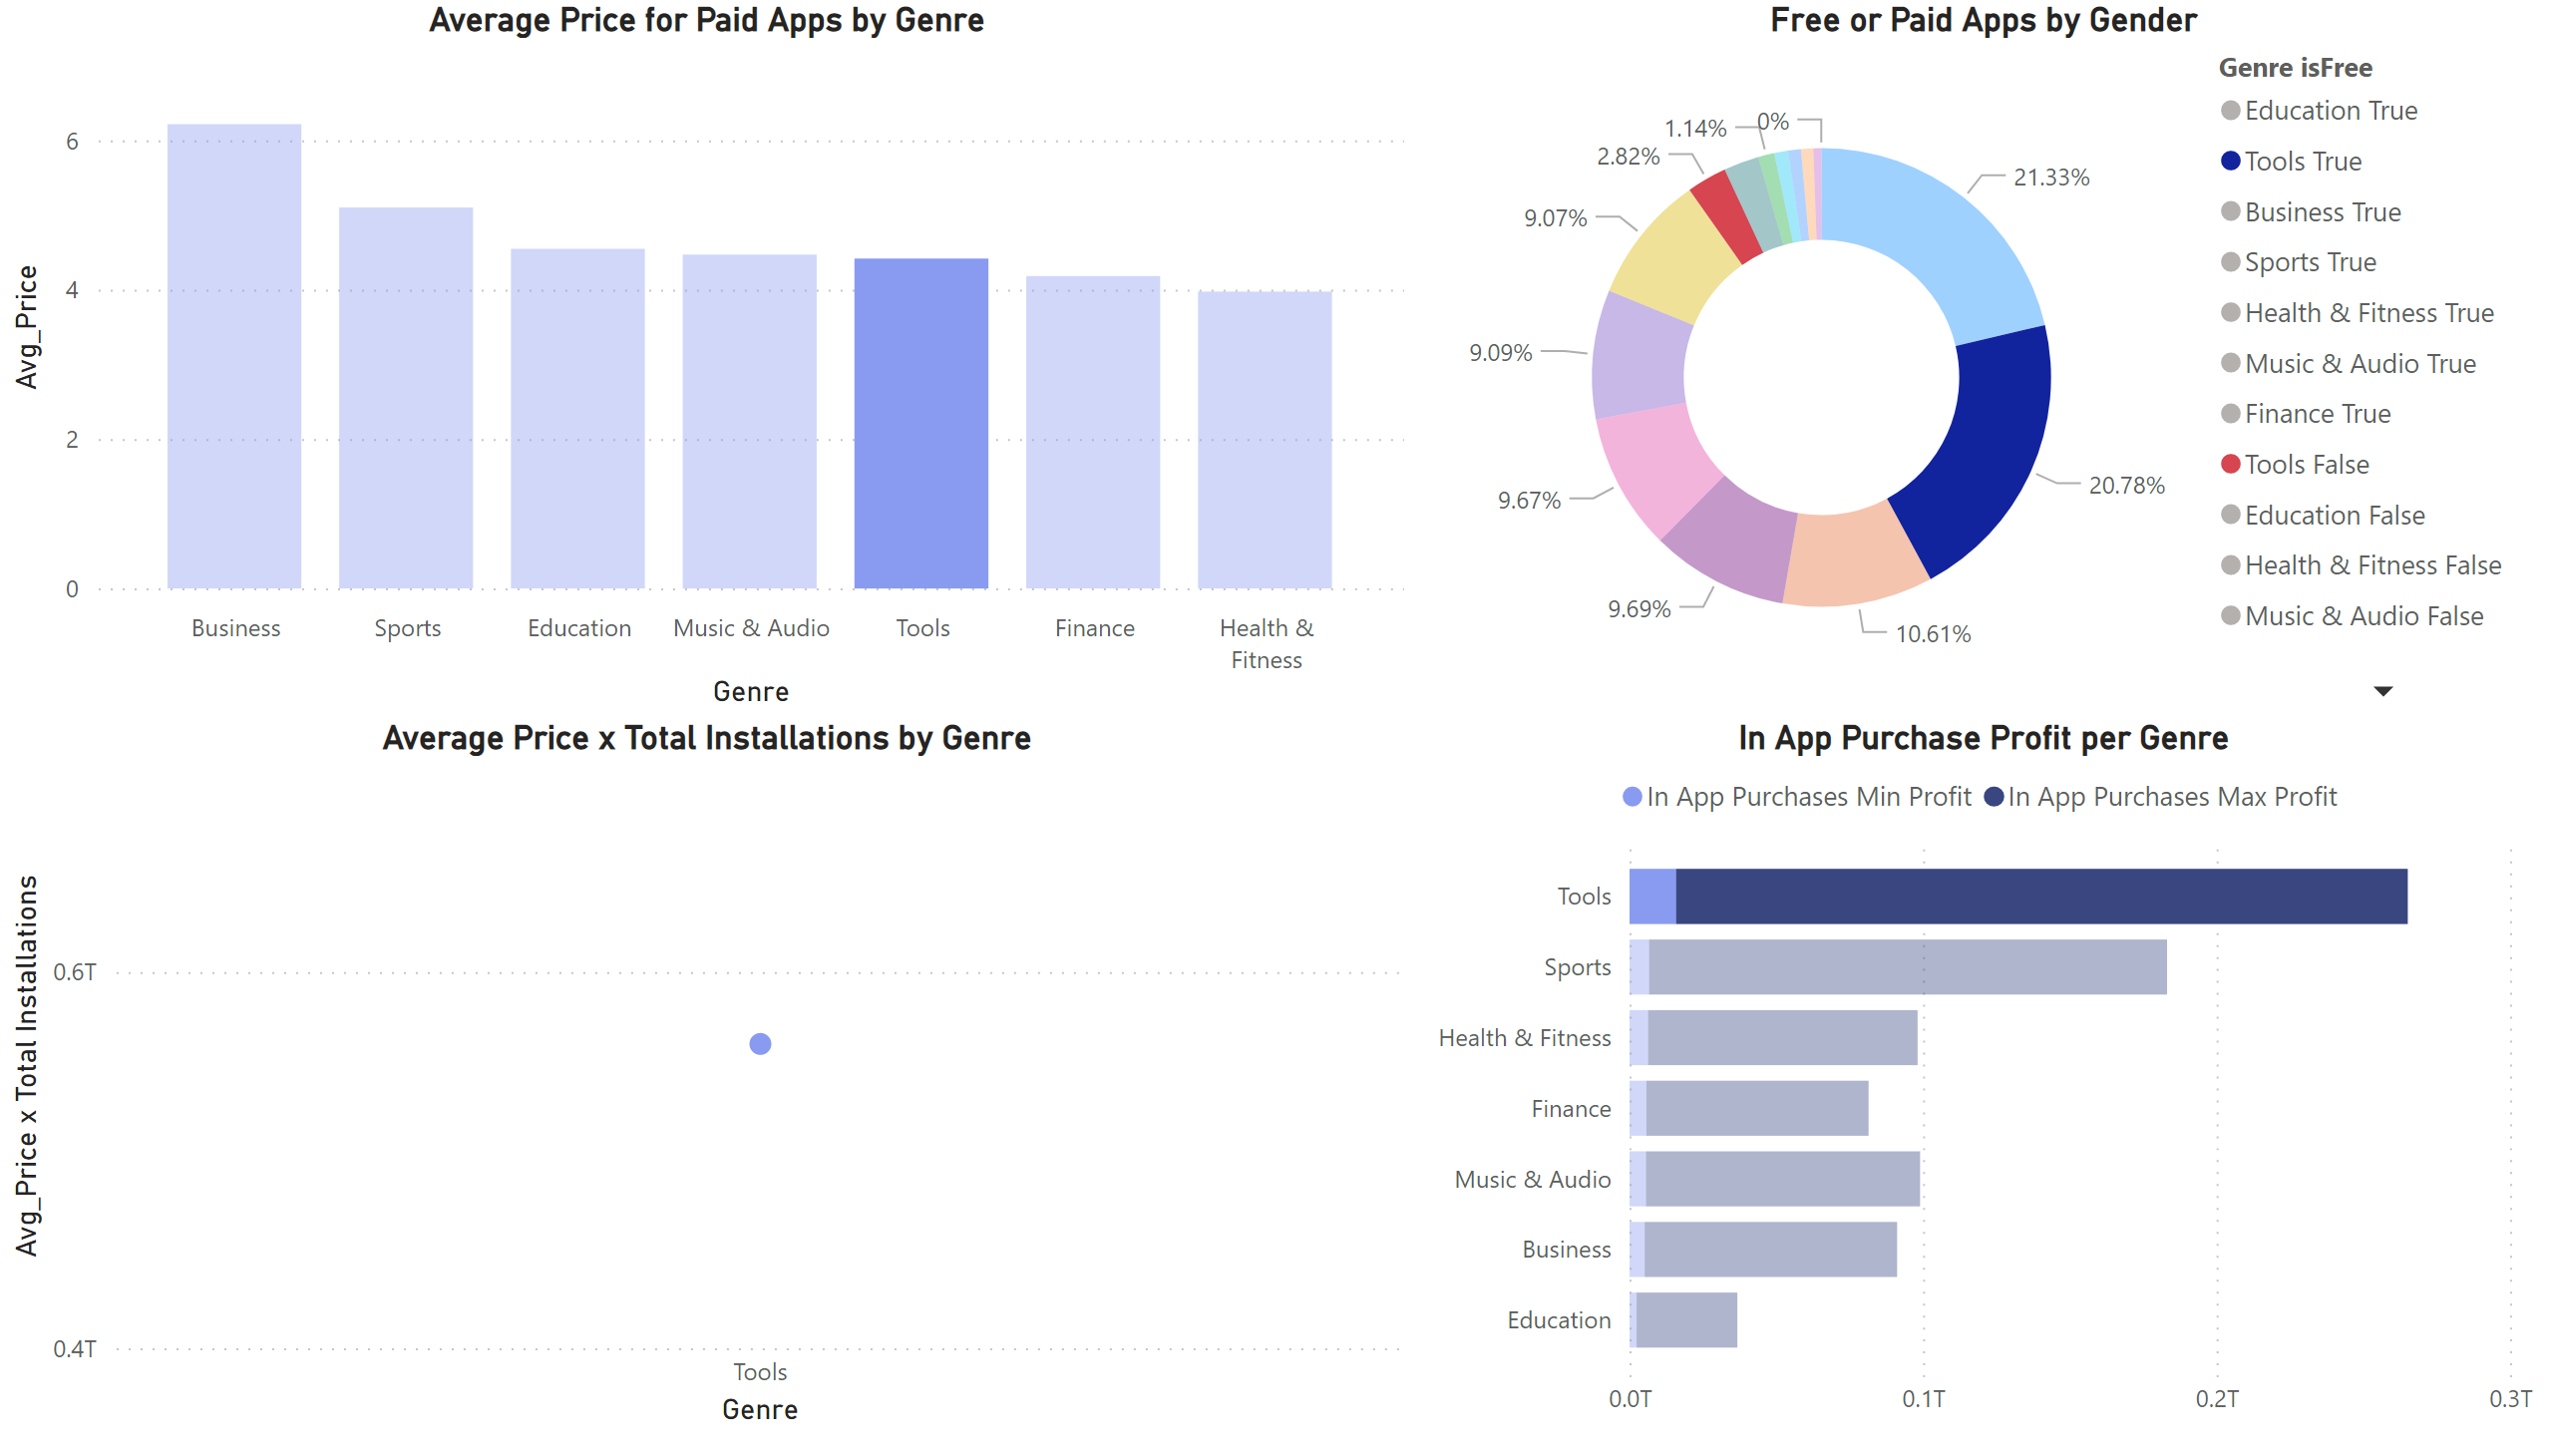 Average Price for Paid Apps by Genre
Avg_Price
6
4
2
0
Business
Sports
Education
Music & Audio
Tools
Finance
Health &
Fitness
Genre
Free or Paid Apps by Gender
Genre isFree
Education True
Tools True
Business True
Sports True
Health & Fitness True
Music & Audio True
Finance True
Tools False
Education False
Health & Fitness False
Music & Audio False
0%
1.14%
2.82%
9.07%
9.09%
9.67%
9.69%
10.61%
20.78%
21.33%
Average Price x Total Installations by Genre
Avg_Price x Total Installations
0.6T
0.4T
Tools
Genre
In App Purchase Profit per Genre
In App Purchases Min Profit
In App Purchases Max Profit
Tools
Sports
Health & Fitness
Finance
Music & Audio
Business
Education
0.0T
0.1T
0.2T
0.3T